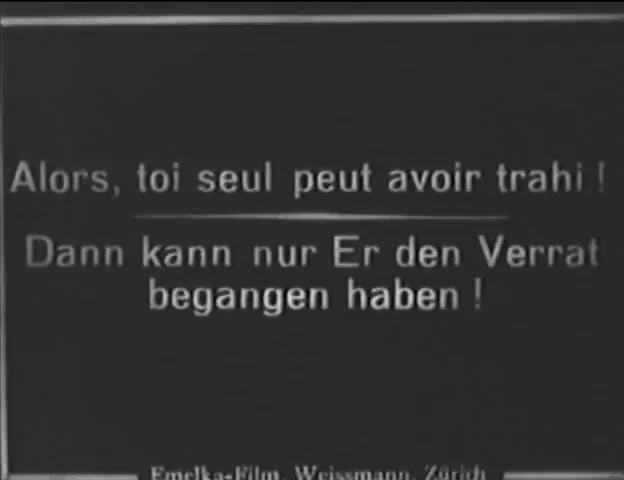 Alors, toi seul peut avoir trahi !
Dann kann nur Er den Verrat
begangen haben !
Emelka-Film, Weissmann, Zürich